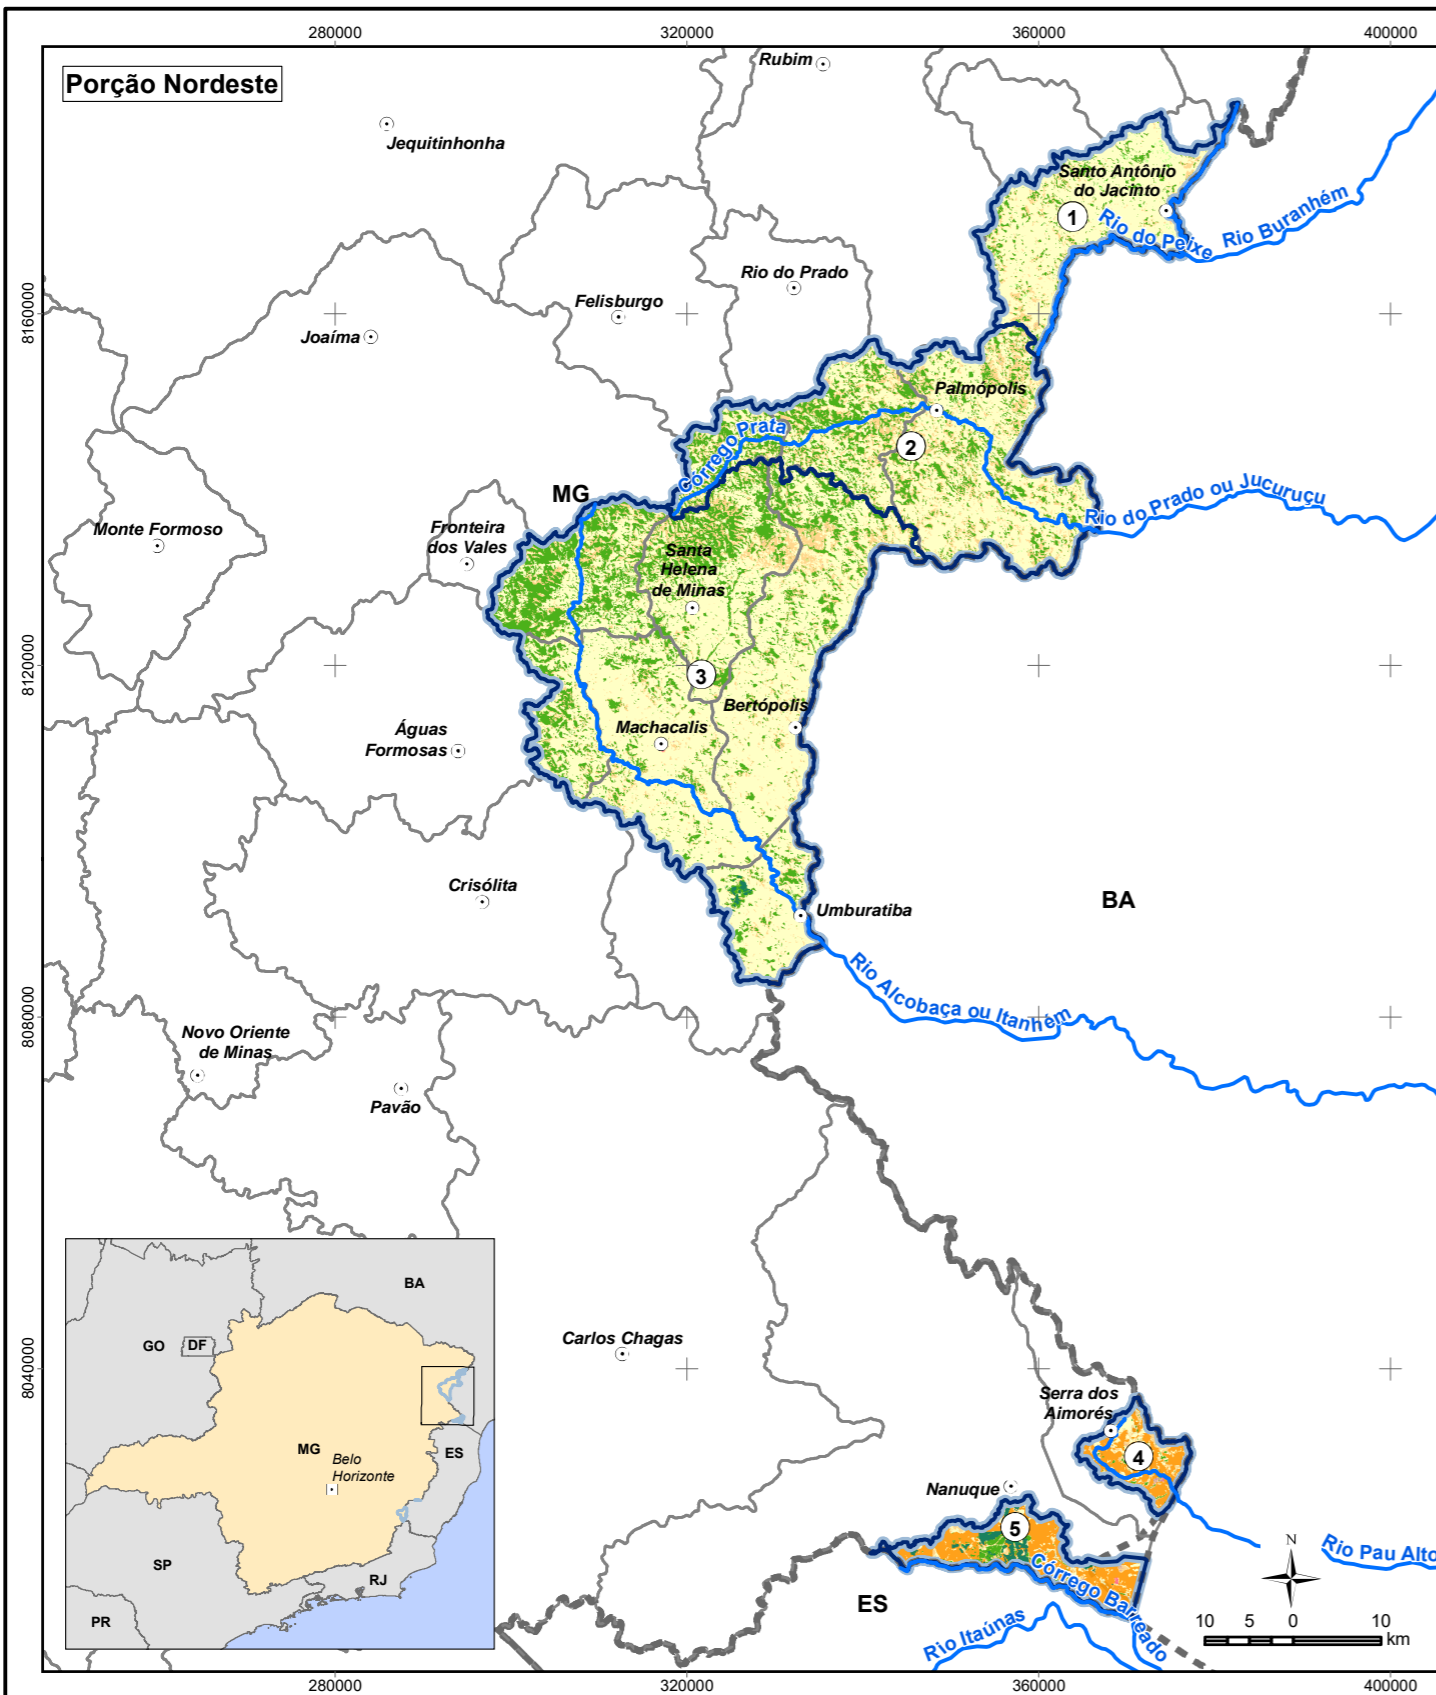 280000
320000
360000
400000
Porção Nordeste
Rubim
Jequitinhonha
Santo Antônio
do Jacinto
1
Rio do Peixe
Rio Buranhém
Rio do Prado
Felisburgo
8160000
Joaíma
Palmópolis
Córrego Prata
2
MG
Rio do Prado ou Jucuruçu
Monte Formoso
Fronteira
dos Vales
Santa
Helena
de Minas
8120000
3
Bertópolis
Águas
Formosas
Machacalis
Crisólita
BA
Umburatiba
Rio Alcobaça ou Itanhém
8080000
Novo Oriente
de Minas
Pavão
BA
GO
DF
MG
Belo
Horizonte
ES
SP
RJ
PR
8040000
Carlos Chagas
Serra dos
Aimorés
4
Nanuque
5
Córrego Barreado
Rio Pau Alto
ES
Rio Itaúnas
N
10
5
0
10
km
280000
320000
360000
400000